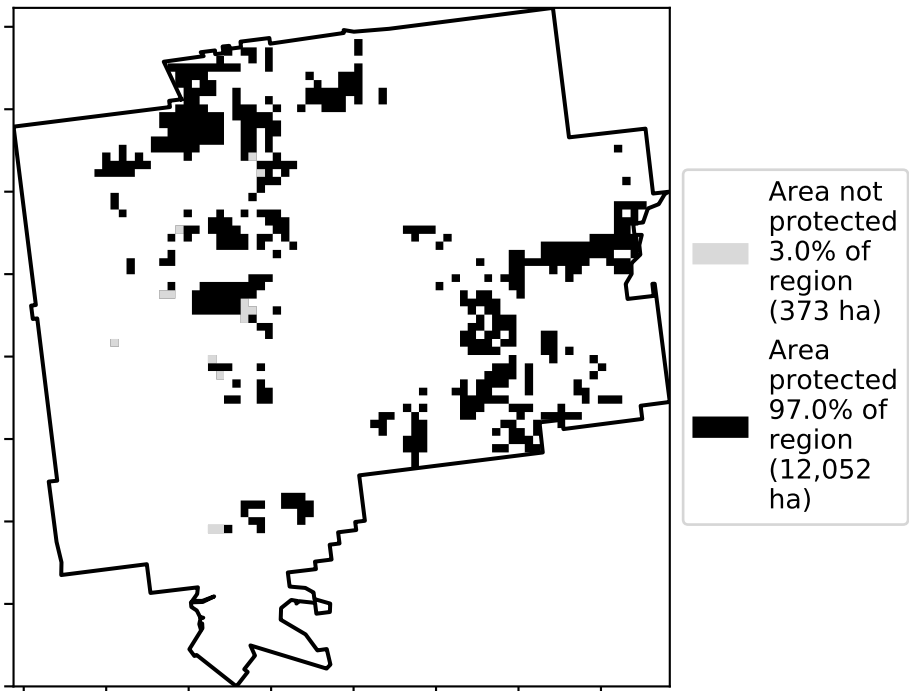 Area not
protected
3.0% of
region
(373 ha)
Area
protected
97.0% of
region
(12,052
ha)